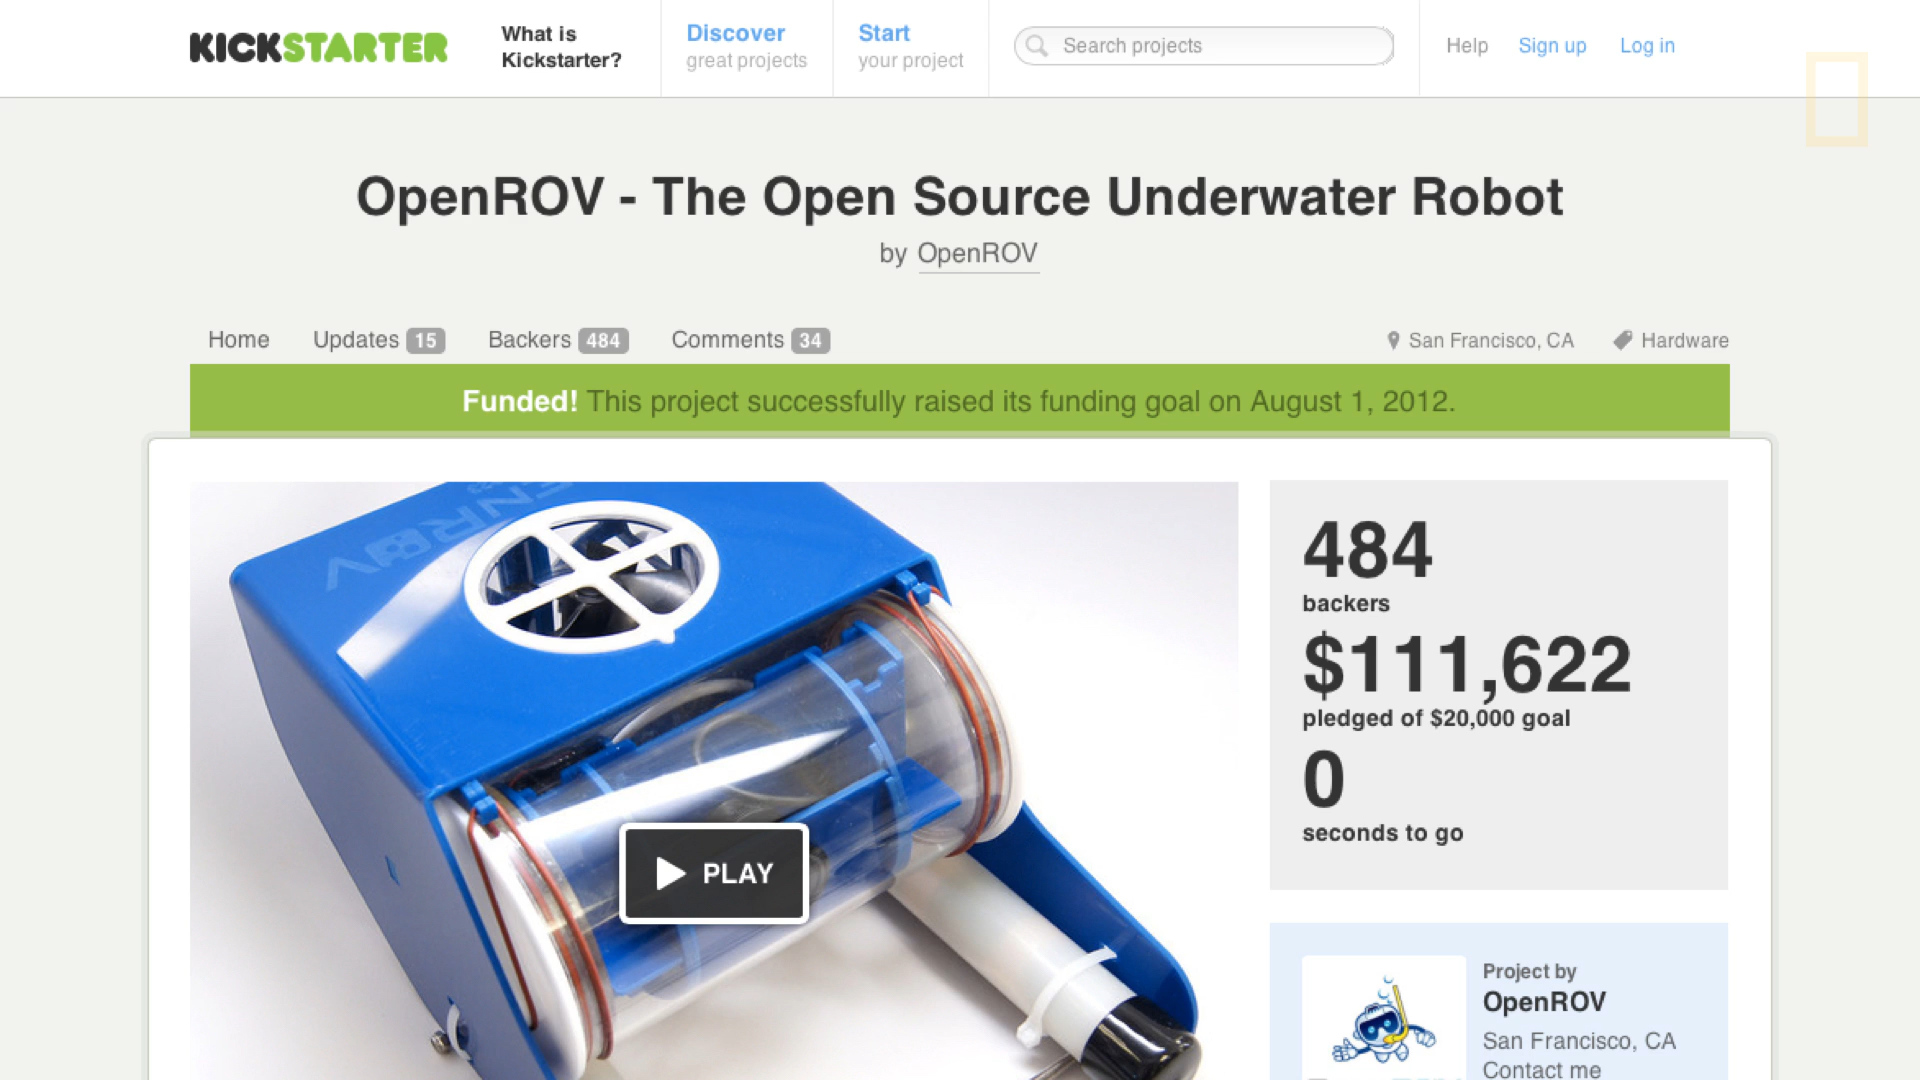 KICKSTARTER
What is
Kickstarter?
Discover
great projects
Start
your project
Search projects
Help
Sign up
Log in
OpenROV - The Open Source Underwater Robot
by OpenROV
Home
Updates 15
Backers 484
Comments 34
San Francisco, CA
Hardware
Funded! This project successfully raised its funding goal on August 1, 2012.
PLAY
484
backers
$111,622
pledged of $20,000 goal
0
seconds to go
Project by
OpenROV
San Francisco, CA
Contact me